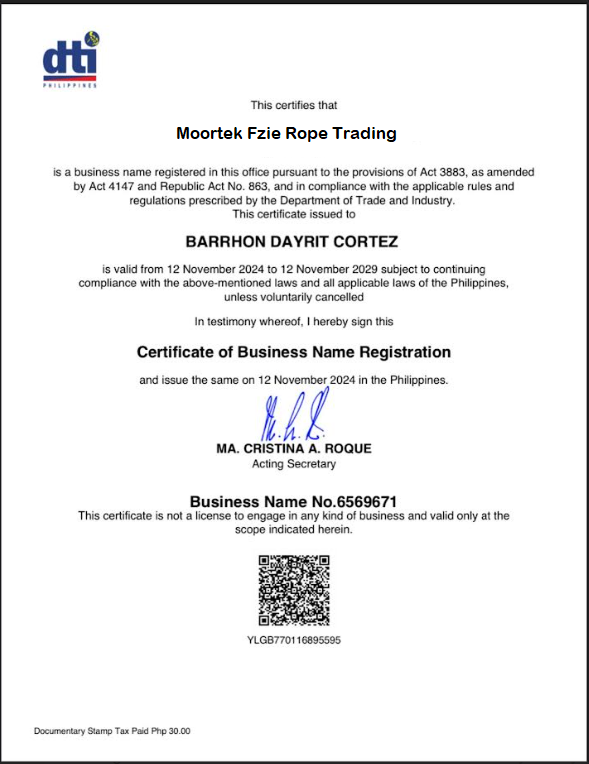 dti
PHILIPPINES
This certifies that
Moortek Fzie Rope Trading
is a business name registered in this office pursuant to the provisions of Act 3883, as amended
by Act 4147 and Republic Act No. 863, and in compliance with the applicable rules and
regulations prescribed by the Department of Trade and Industry.
This certificate issued to
BARRHON DAYRIT CORTEZ
is valid from 12 November 2024 to 12 November 2029 subject to continuing
compliance with the above-mentioned laws and all applicable laws of the Philippines,
unless voluntarily cancelled
In testimony whereof, I hereby sign this
Certificate of Business Name Registration
and issue the same on 12 November 2024 in the Philippines.
MA. CRISTINA A. ROQUE
Acting Secretary
Business Name No.6569671
This certificate is not a license to engage in any kind of business and valid only at the
scope indicated herein.
YLGB770116895595
Documentary Stamp Tax Paid Php 30.00